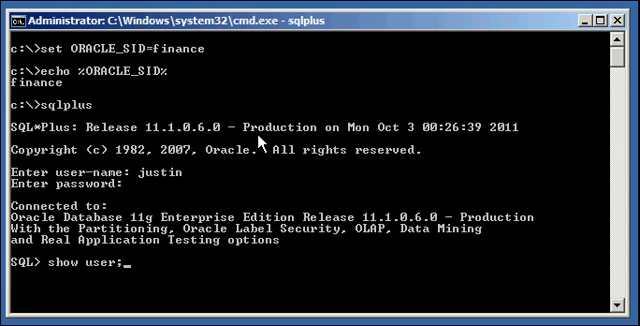 Administrator: C:\Windows\system32\cmd.exe - sqlplus
c:\>set ORACLE_SID=finance
c:\>echo %ORACLE_SID%
finance
c:\>sqlplus
SQL*Plus: Release 11.1.0.6.0 - Production on Mon Oct 3 00:26:39 2011
Copyright (c) 1982, 2007, Oracle.  All rights reserved.
Enter user-name: justin
Enter password:
Connected to:
Oracle Database 11g Enterprise Edition Release 11.1.0.6.0 - Production
With the Partitioning, Oracle Label Security, OLAP, Data Mining
and Real Application Testing options
SQL> show user;_